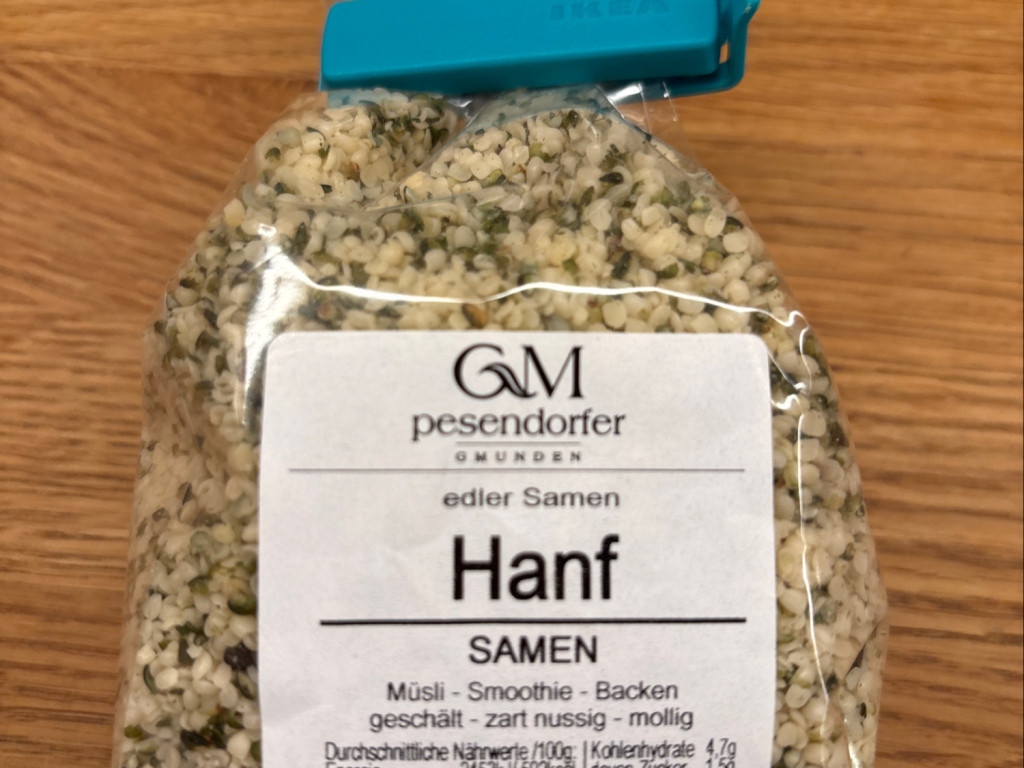 IKEA
GM
pesendorfer
GMUNDEN
edler Samen
Hanf
SAMEN
Müsli - Smoothie - Backen
geschält - zart nussig - mollig
Durchschnittliche Nährwerte /100g: | Kohlenhydrate 4,7g